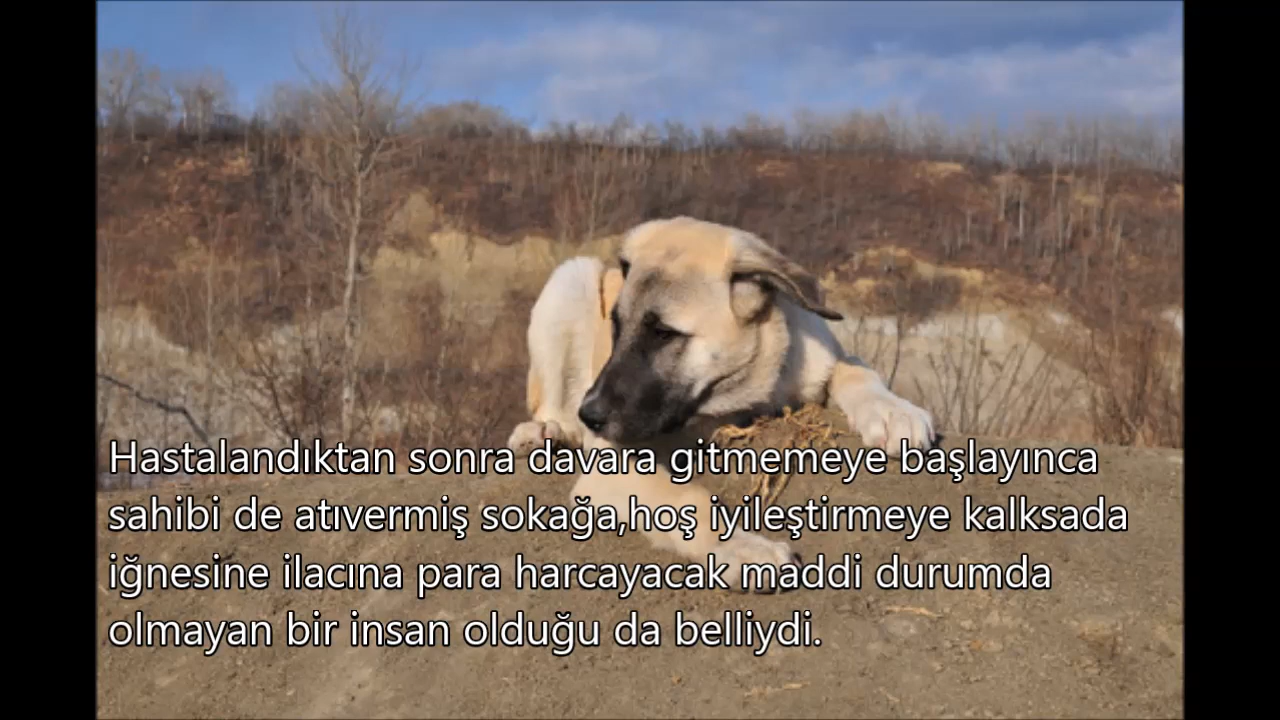 Hastalandıktan sonra davara gitmemeye başlayınca
sahibi de atıvermiş sokağa,hoş iyileştirmeye kalksada
iğnesine ilacına para harcayacak maddi durumda
olmayan bir insan olduğu da belliydi.